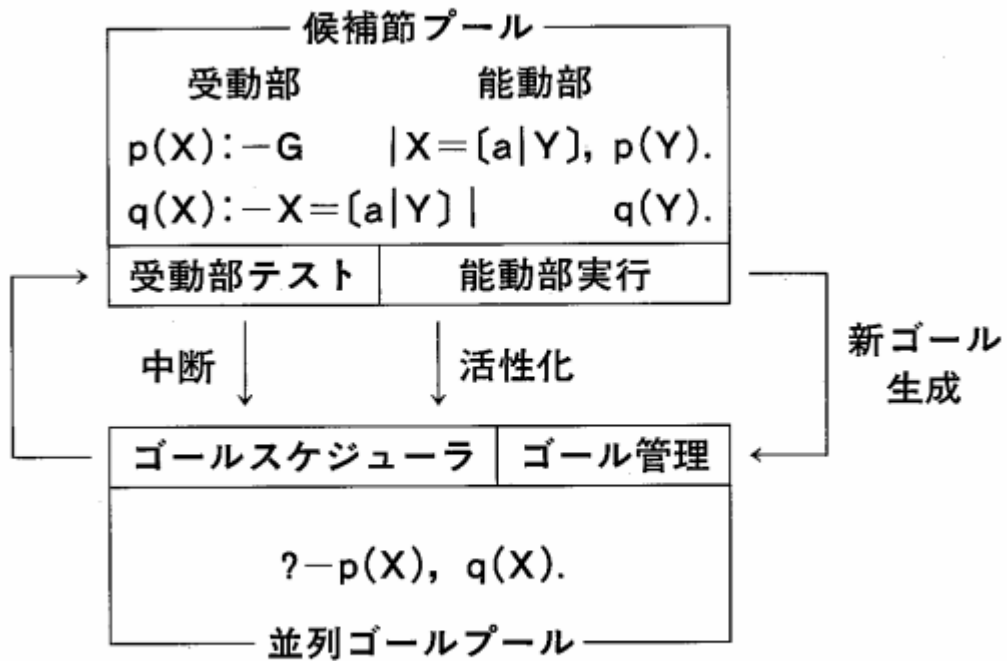 候補節プール
受動部 能動部
p(X):−G |X=〔a|Y〕, p(Y).
q(X):−X=〔a|Y〕| q(Y).
受動部テスト 能動部実行
中断 活性化
新ゴール
生成
ゴールスケジューラ ゴール管理
?−p(X), q(X).
並列ゴールプール